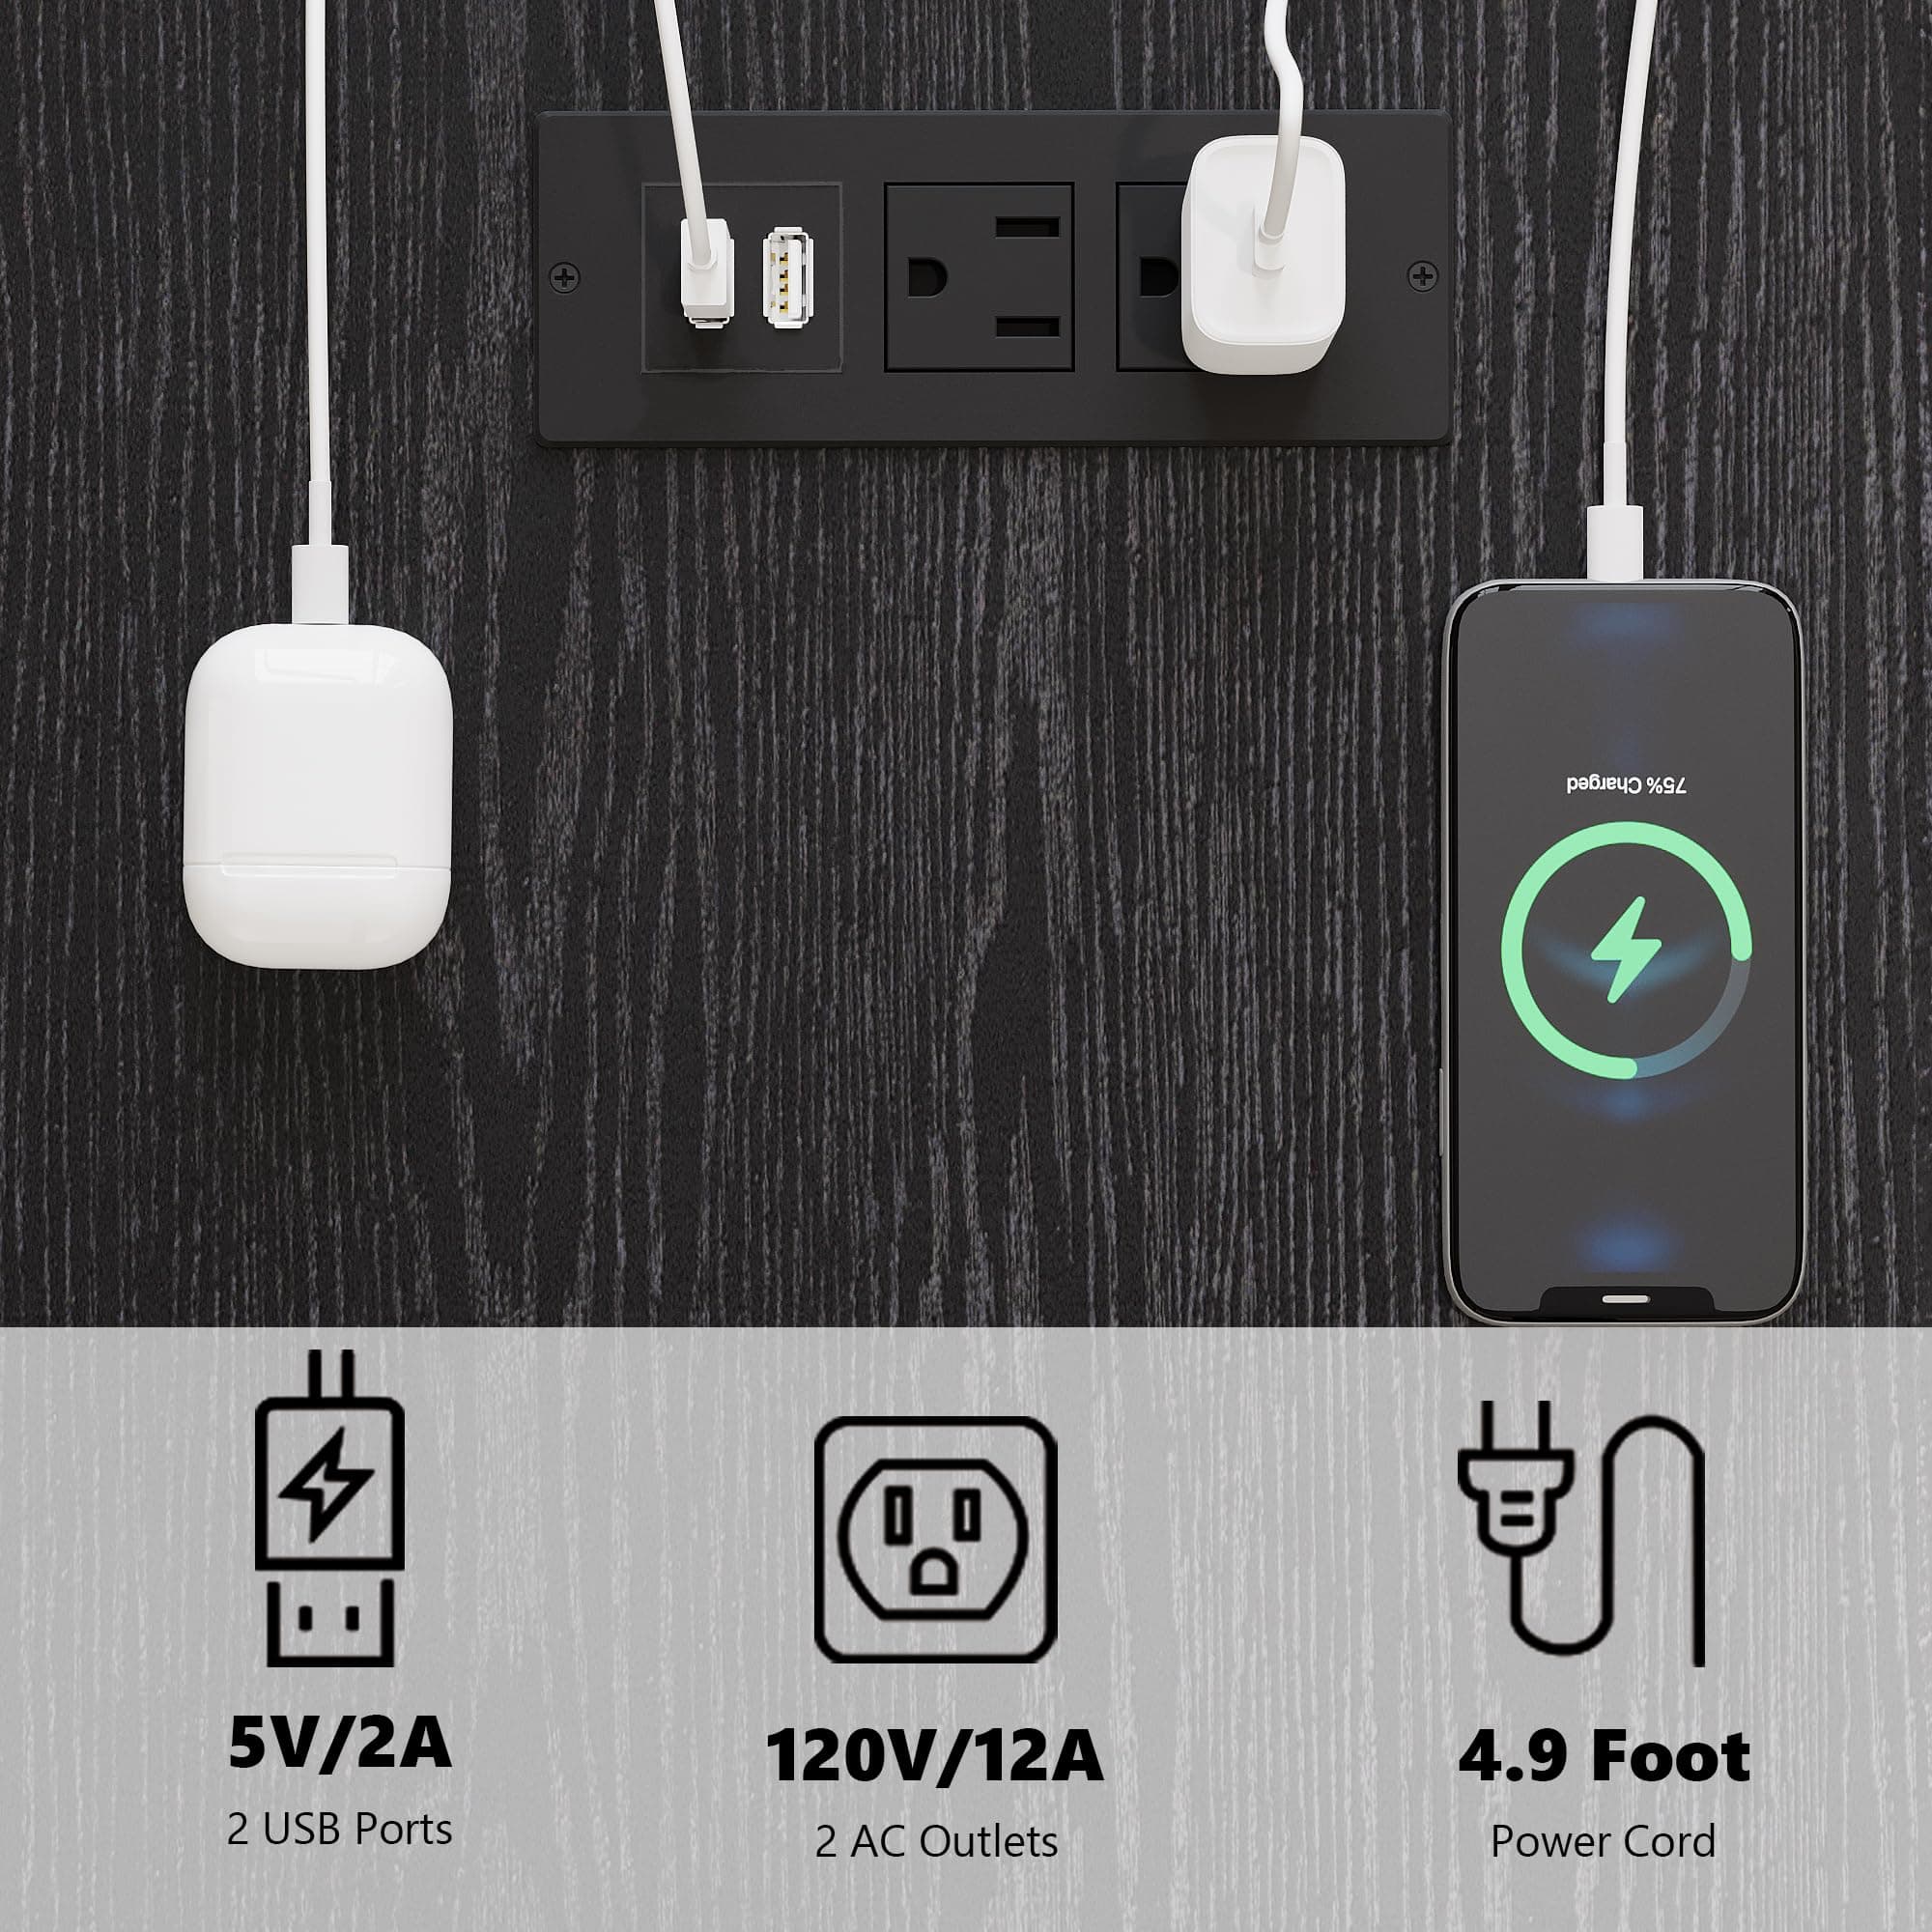 75% Charged
5V/2A
2 USB Ports
120V/12A
2 AC Outlets
4.9 Foot
Power Cord